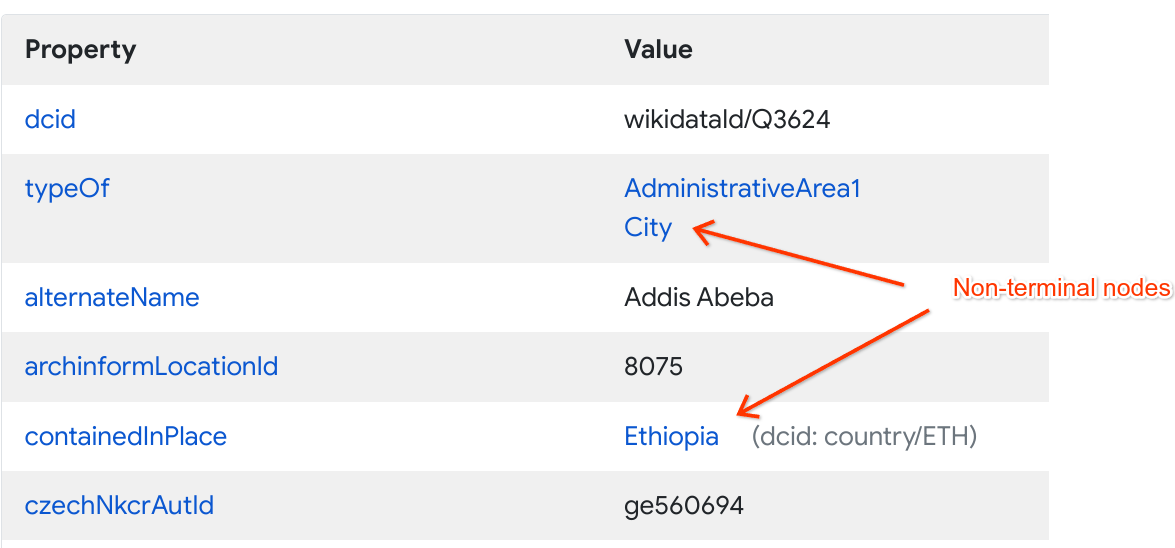 Property Value
dcid wikidataId/Q3624
typeOf AdministrativeArea1
City
Non-terminal nodes
alternateName Addis Abeba
archinformLocationId 8075
containedInPlace Ethiopia (dcid: country/ETH)
czechNkcrAutId ge560694